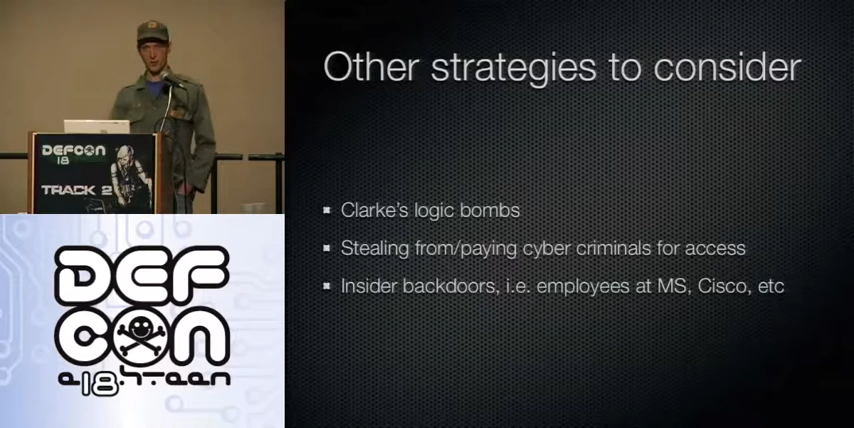 DEFCON
18
TRACK 2
DEF
CON
e18hteen
Other strategies to consider
Clarke's logic bombs
Stealing from/paying cyber criminals for access
Insider backdoors, i.e. employees at MS, Cisco, etc